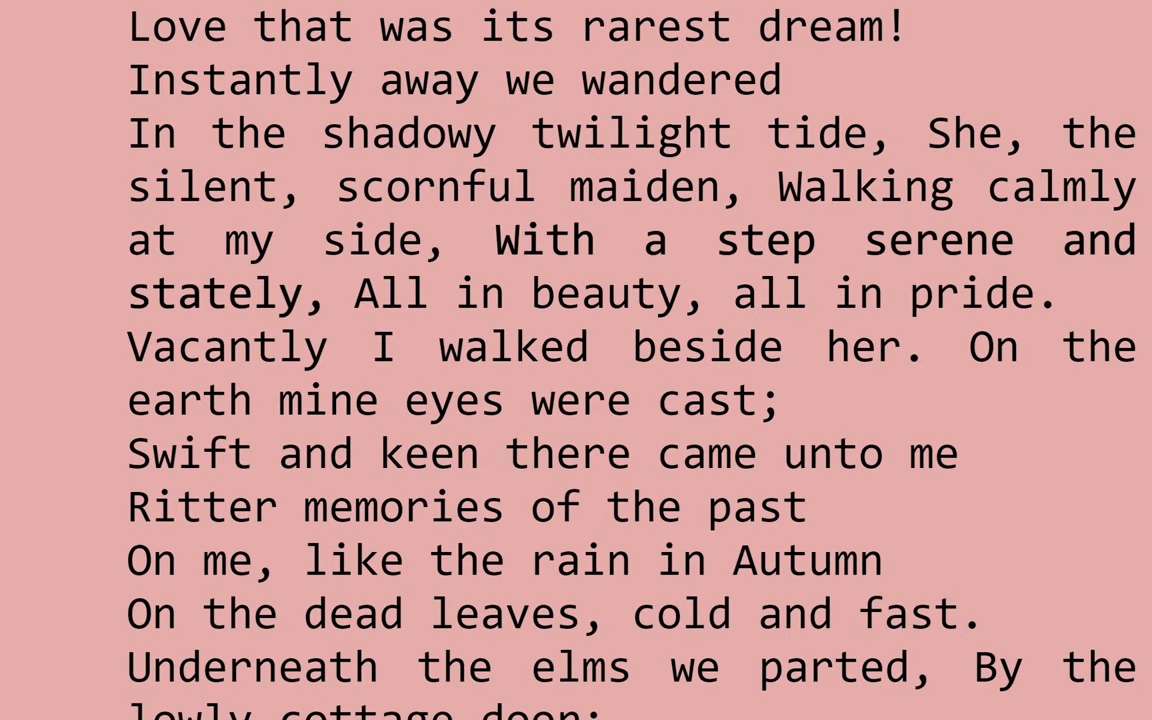 Love that was its rarest dream!
Instantly away we wandered
In the shadowy twilight tide, She, the
silent, scornful maiden, Walking calmly
at my side, With a step serene and
stately, All in beauty, all in pride.
Vacantly I walked beside her. On the
earth mine eyes were cast;
Swift and keen there came unto me
Ritter memories of the past
On me, like the rain in Autumn
On the dead leaves, cold and fast.
Underneath the elms we parted, By the
lowly cottage door;